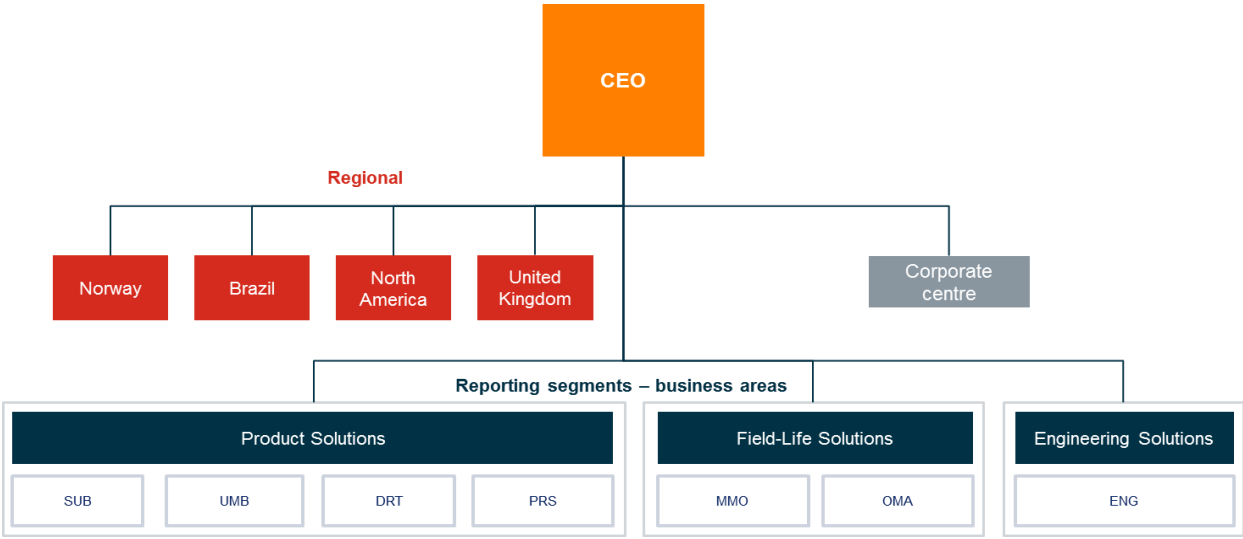 CEO
Regional
Norway
Brazil
North
America
United
Kingdom
Corporate
centre
Reporting segments – business areas
Product Solutions
Field-Life Solutions
Engineering Solutions
SUB
UMB
DRT
PRS
MMO
OMA
ENG